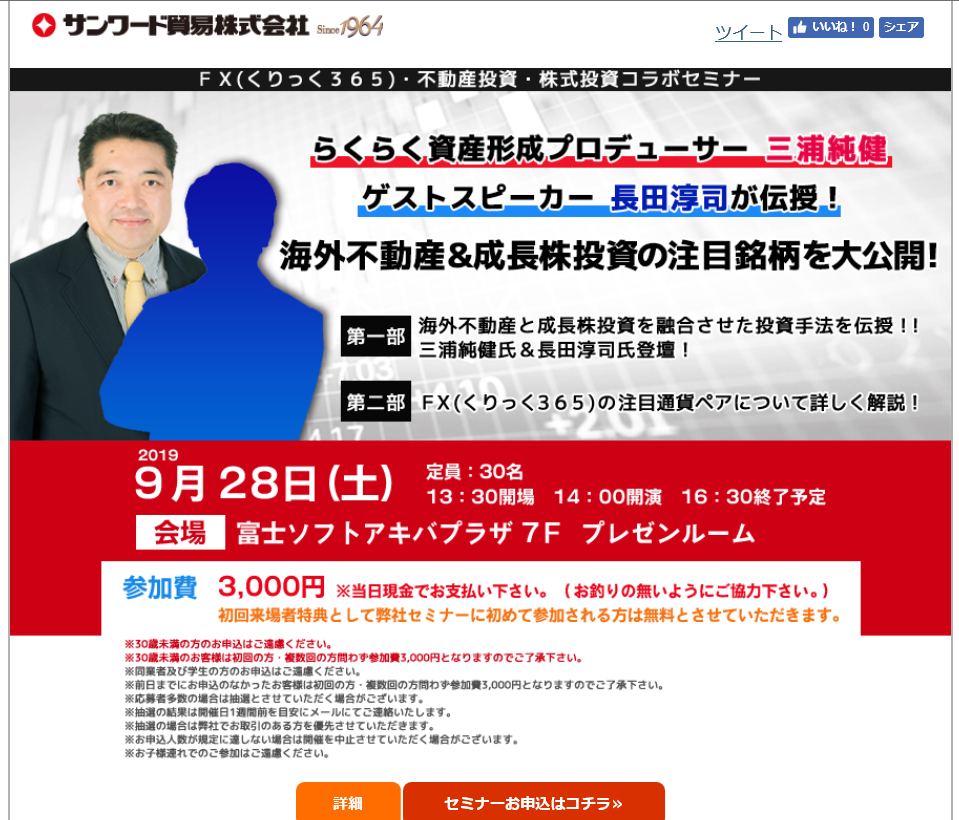 サンワード貿易株式会社 Since 1964
ツイート いいね！ 0 シェア
ＦＸ(くりっく３６５)・不動産投資・株式投資コラボセミナー
らくらく資産形成プロデューサー 三浦純健
ゲストスピーカー 長田淳司が伝授！
海外不動産&成長株投資の注目銘柄を大公開!
第一部 海外不動産と成長株投資を融合させた投資手法を伝授！！
三浦純健氏＆長田淳司氏登壇！
第二部 ＦＸ(くりっく３６５)の注目通貨ペアについて詳しく解説！
-7.03
+4.10
4.17
+2.01
2019
9月28日(土)
定員：30名
13：30開場　14：00開演　16：30終了予定
会場 富士ソフトアキバプラザ 7F プレゼンルーム
参加費 3,000円 ※当日現金でお支払い下さい。（お釣りの無いようにご協力下さい。）
初回来場者特典として弊社セミナーに初めて参加される方は無料とさせていただきます。
※30歳未満の方のお申込はご遠慮ください。
※30歳未満のお客様は初回の方・複数回の方問わず参加費3,000円となりますのでご了承下さい。
※同業者及び学生の方のお申込はご遠慮ください。
※前日までにお申込のなかったお客様は初回の方・複数回の方問わず参加費3,000円となりますのでご了承下さい。
※応募者多数の場合は抽選とさせていただく場合がございます。
※抽選の結果は開催日1週間前を目安にメールにてご連絡いたします。
※抽選の場合は弊社でお取引のある方を優先させていただきます。
※お申込人数が規定に達しない場合は開催を中止させていただく場合がございます。
※お子様連れでのご参加はご遠慮ください。
詳細 セミナーお申込はコチラ»